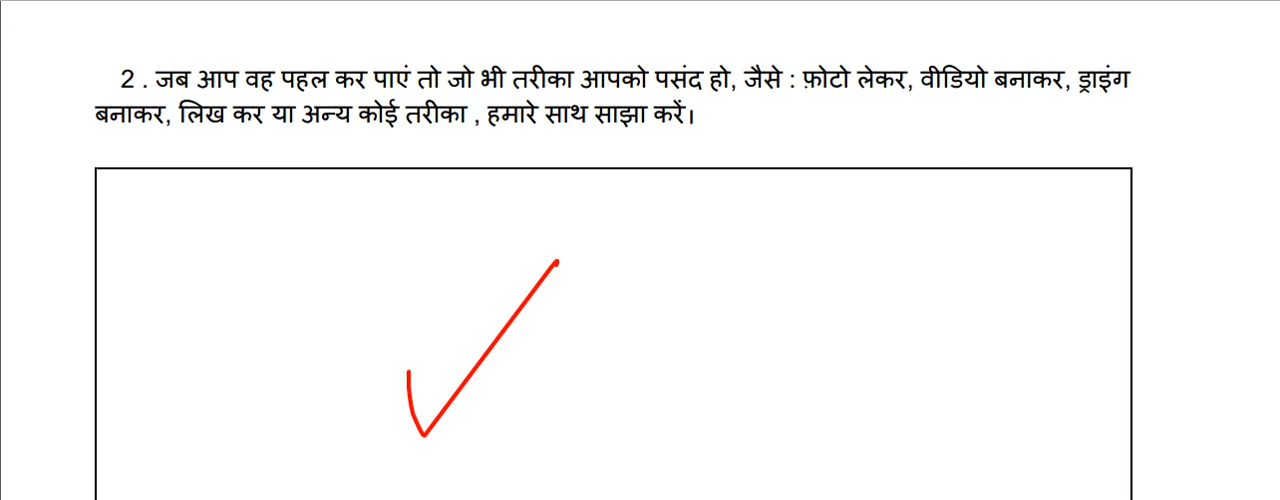 2 . जब आप वह पहल कर पाएं तो जो भी तरीका आपको पसंद हो, जैसे : फ़ोटो लेकर, वीडियो बनाकर, ड्राइंग
बनाकर, लिख कर या अन्य कोई तरीका , हमारे साथ साझा करें।